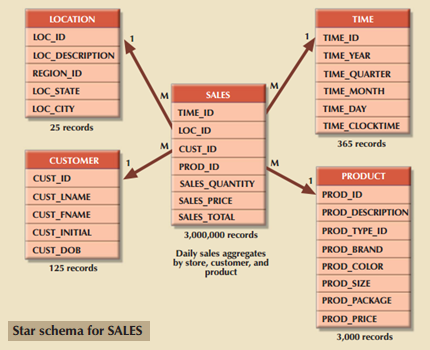 LOCATION
LOC_ID
LOC_DESCRIPTION
REGION_ID
LOC_STATE
LOC_CITY
25 records
1
M
CUSTOMER
CUST_ID
CUST_LNAME
CUST_FNAME
CUST_INITIAL
CUST_DOB
125 records
1
M
SALES
TIME_ID
LOC_ID
CUST_ID
PROD_ID
SALES_QUANTITY
SALES_PRICE
SALES_TOTAL
3,000,000 records
Daily sales aggregates
by store, customer, and
product
M
1
TIME
TIME_ID
TIME_YEAR
TIME_QUARTER
TIME_MONTH
TIME_DAY
TIME_CLOCKTIME
365 records
M
1
PRODUCT
PROD_ID
PROD_DESCRIPTION
PROD_TYPE_ID
PROD_BRAND
PROD_COLOR
PROD_SIZE
PROD_PACKAGE
PROD_PRICE
3,000 records
Star schema for SALES